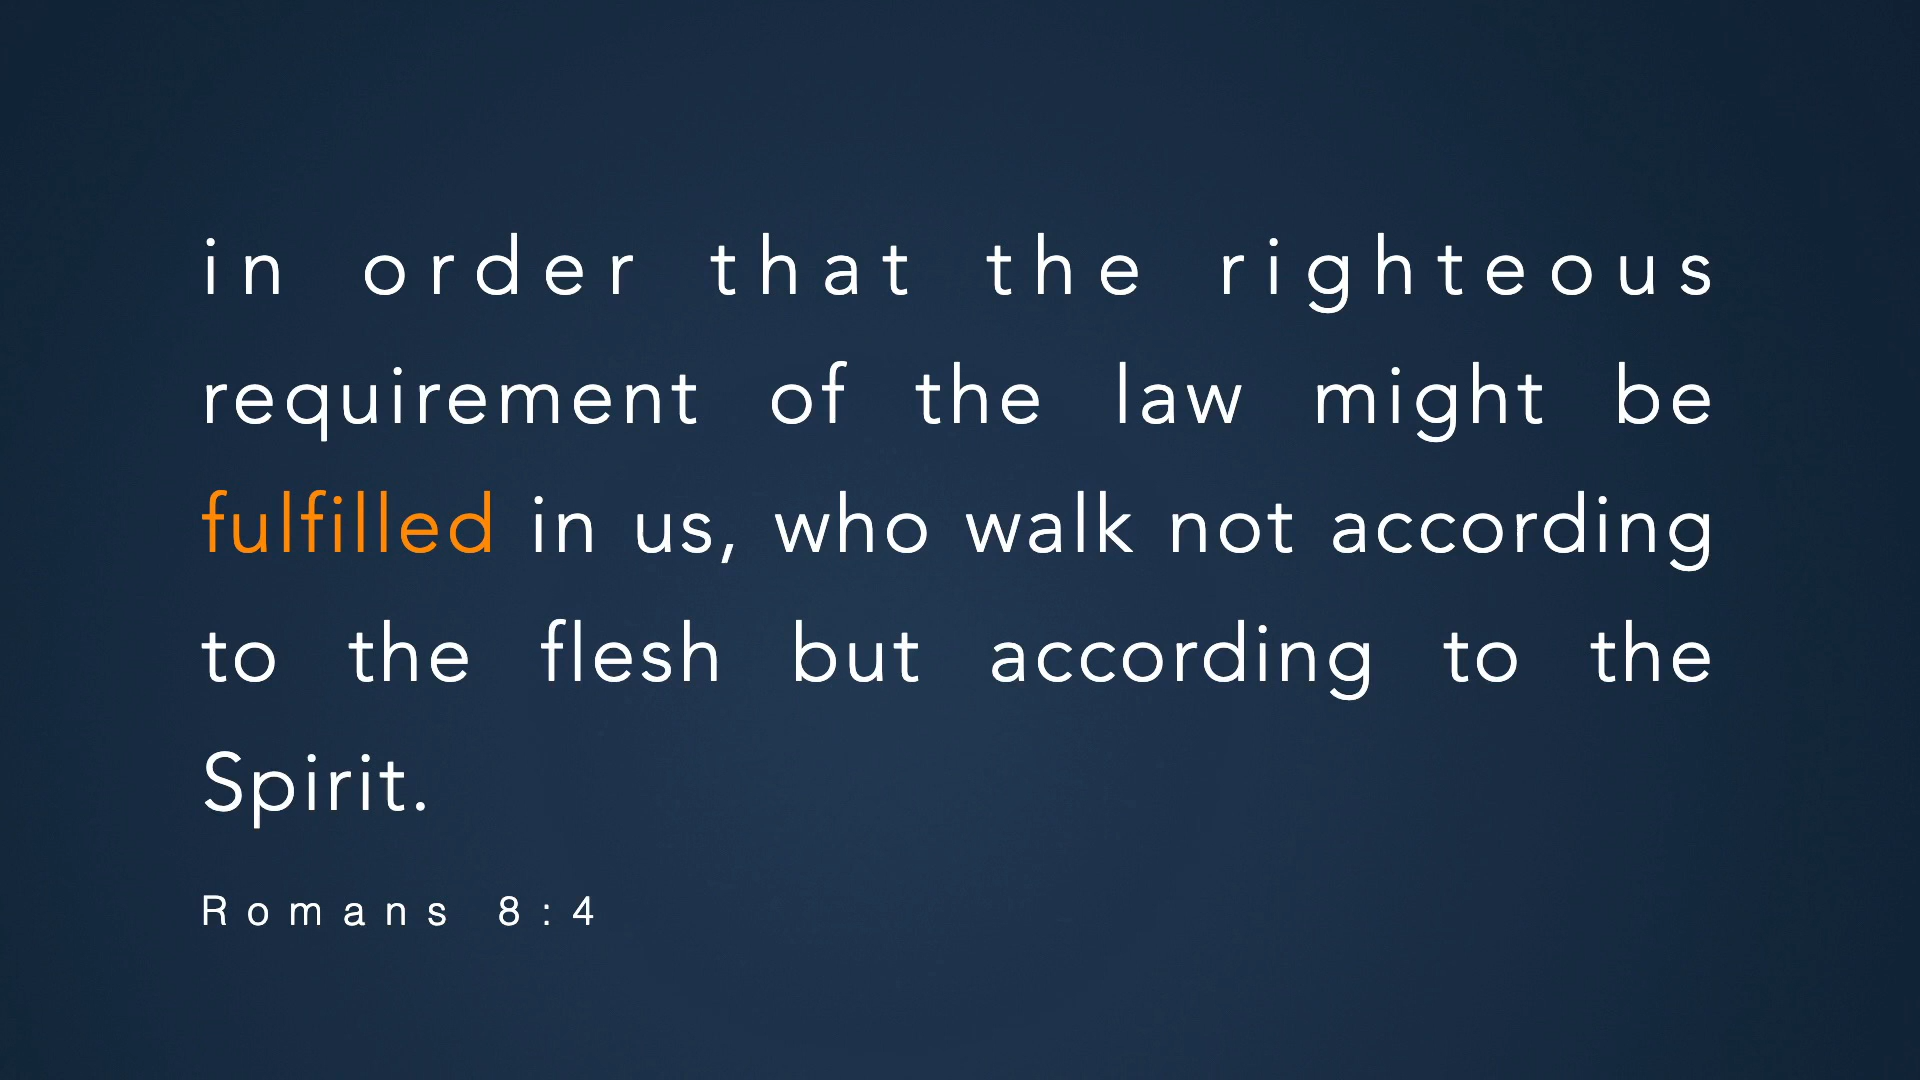 in order that the righteous
requirement of the law might be
fulfilled in us, who walk not according
to the flesh but according to the
Spirit.
Romans 8:4